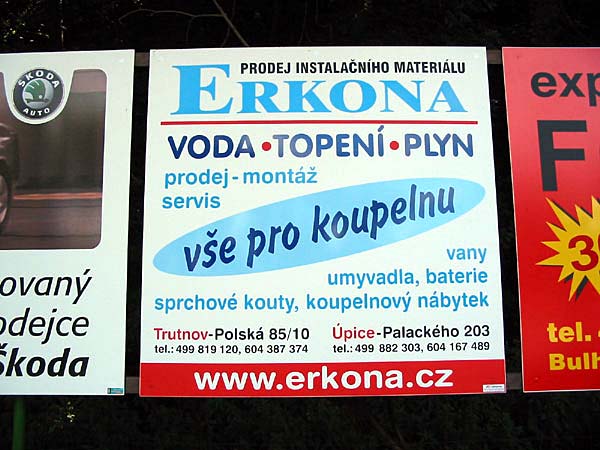 ŠKODA
AUTO
ovaný
odejce
Škoda
PRODEJ INSTALAČNÍHO MATERIÁLU
ERKONA
VODA • TOPENÍ • PLYN
prodej - montáž
servis
vše pro koupelnu
vany
umyvadla, baterie
sprchové kouty, koupelnový nábytek
Trutnov-Polská 85/10
tel.: 499 819 120, 604 387 374
Úpice-Palackého 203
tel.: 499 882 303, 604 167 489
www.erkona.cz
exp
F
30
tel.
Bulh